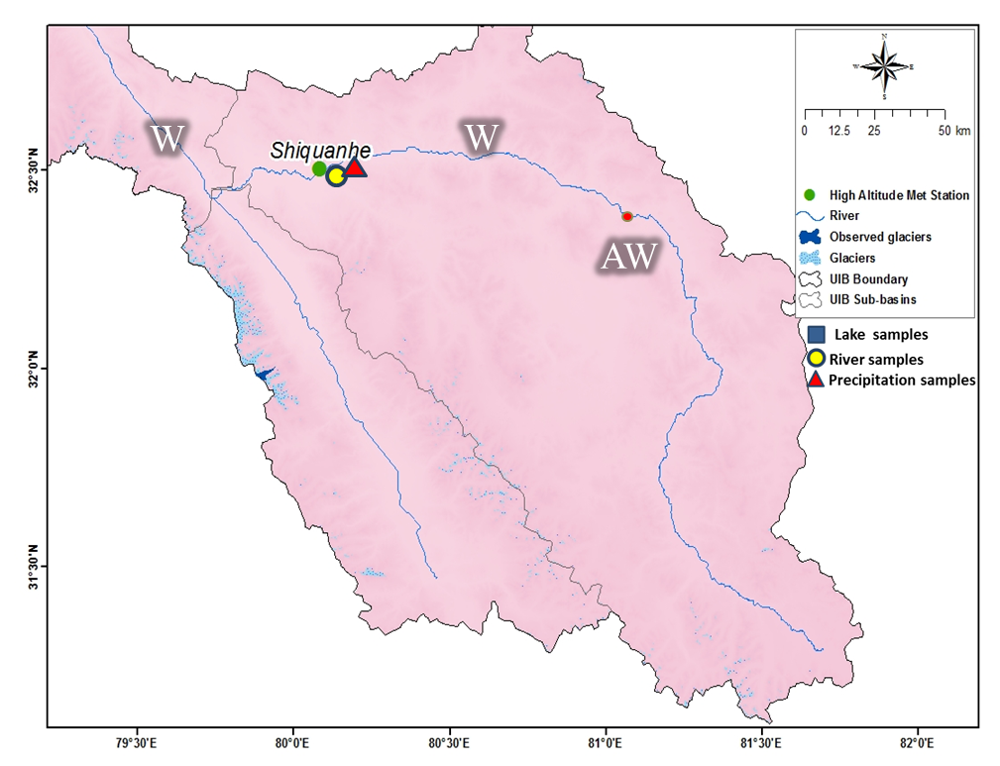 N
W E
S
0 12.5 25 50 km
W
W
Shiquanhe
AW
High Altitude Met Station
River
Observed glaciers
Glaciers
UIB Boundary
UIB Sub-basins
Lake samples
River samples
Precipitation samples
32°30'N
32°0'N
31°30'N
79°30'E 80°0'E 80°30'E 81°0'E 81°30'E 82°0'E